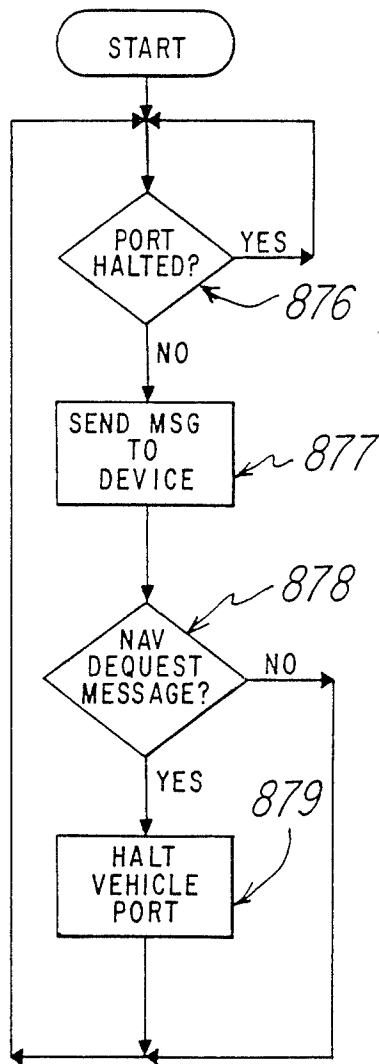 START
PORT
HALTED?
YES
876
NO
SEND MSG
TO
DEVICE
877
878
NAV
DEQUEST
MESSAGE?
NO
YES
879
HALT
VEHICLE
PORT